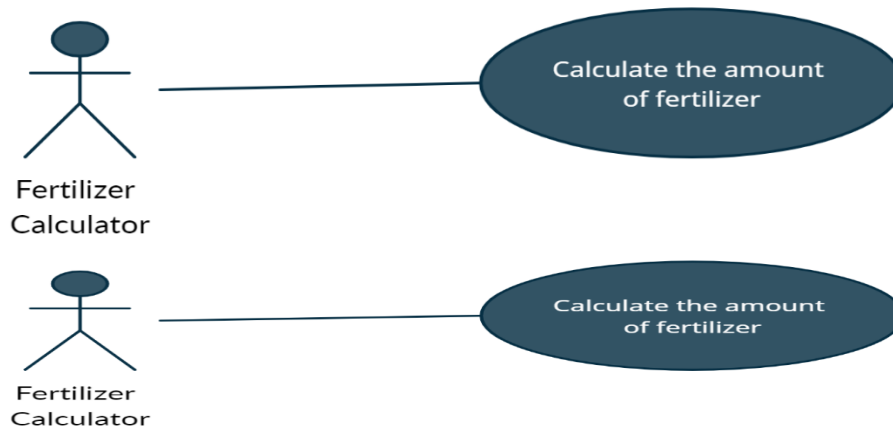 Calculate the amount
of fertilizer
Fertilizer
Calculator
Calculate the amount
of fertilizer
Fertilizer
Calculator